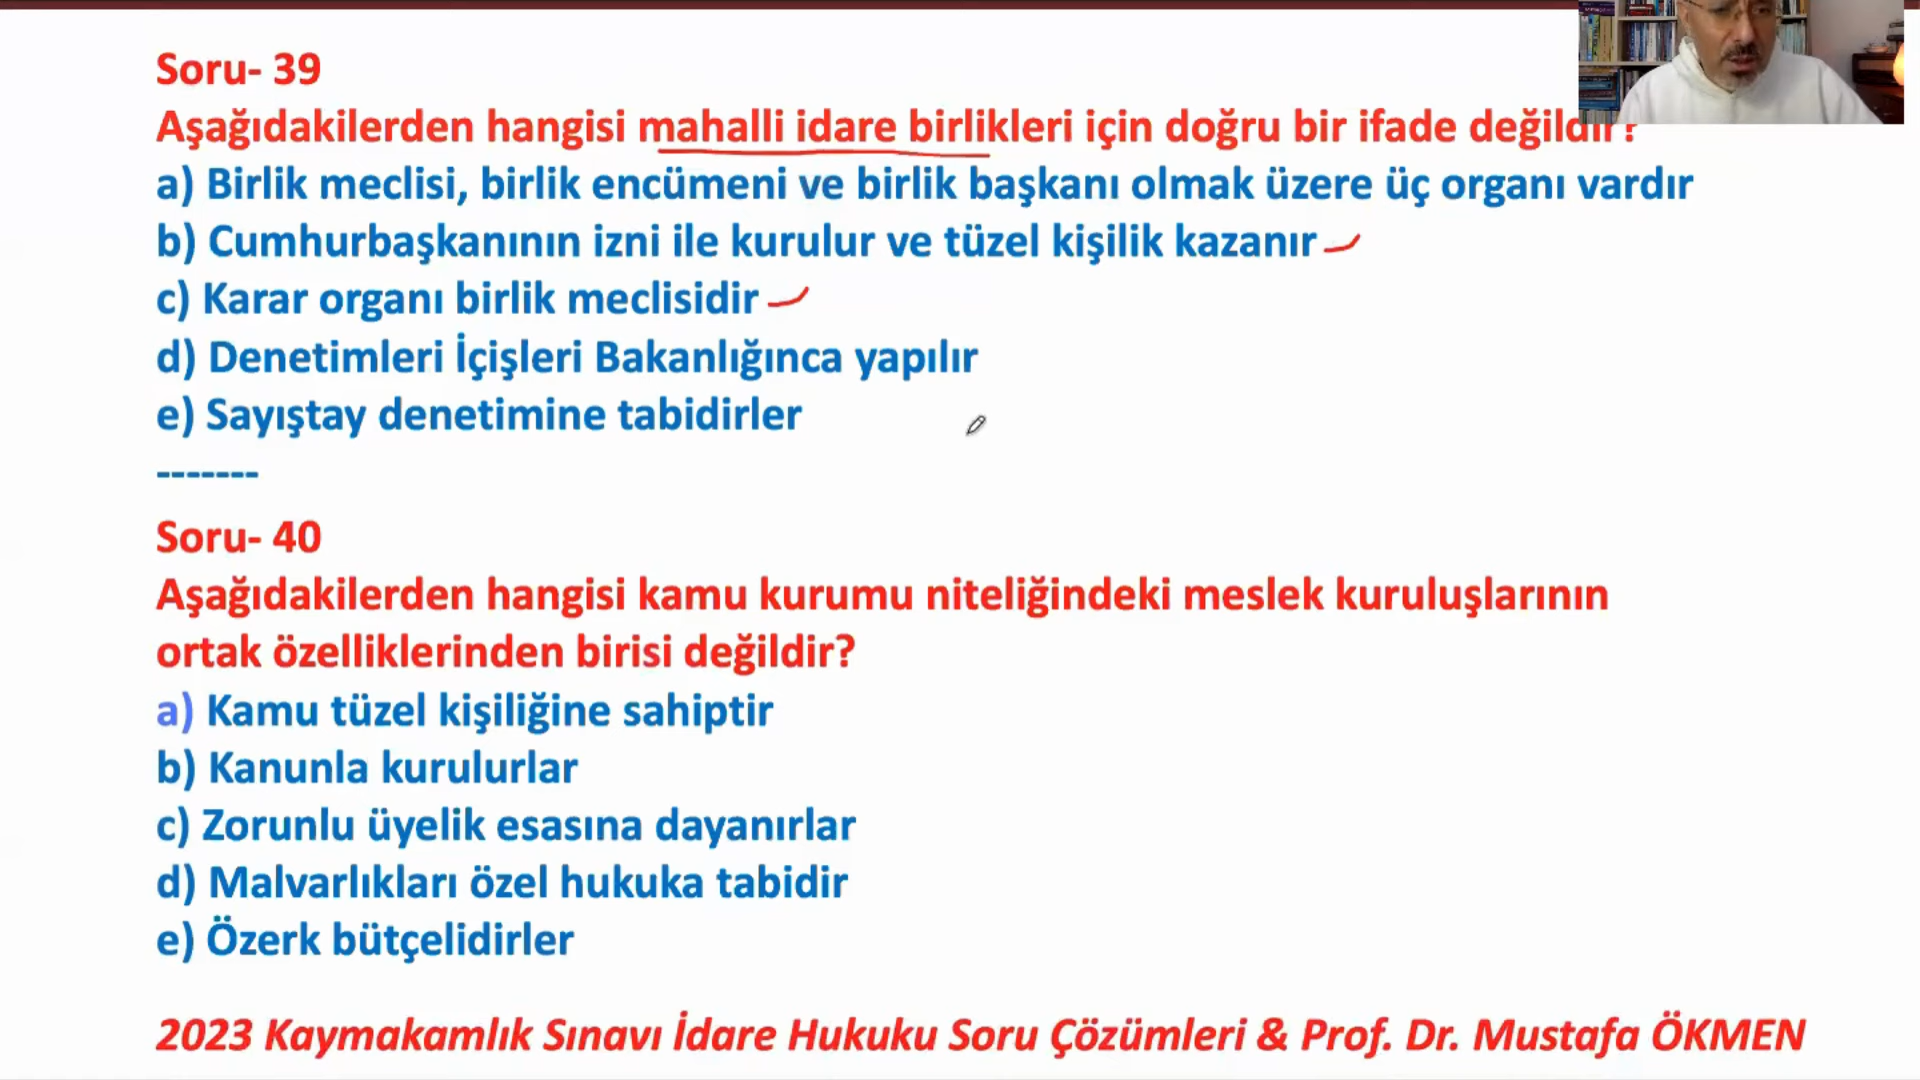 Soru- 39
Aşağıdakilerden hangisi mahalli idare birlikleri için doğru bir ifade değildir?
a) Birlik meclisi, birlik encümeni ve birlik başkanı olmak üzere üç organı vardır
b) Cumhurbaşkanının izni ile kurulur ve tüzel kişilik kazanır
c) Karar organı birlik meclisidir
d) Denetimleri İçişleri Bakanlığınca yapılır
e) Sayıştay denetimine tabidirler
-------
Soru- 40
Aşağıdakilerden hangisi kamu kurumu niteliğindeki meslek kuruluşlarının
ortak özelliklerinden birisi değildir?
a) Kamu tüzel kişiliğine sahiptir
b) Kanunla kurulurlar
c) Zorunlu üyelik esasına dayanırlar
d) Malvarlıkları özel hukuka tabidir
e) Özerk bütçelidirler
2023 Kaymakamlık Sınavı İdare Hukuku Soru Çözümleri & Prof. Dr. Mustafa ÖKMEN